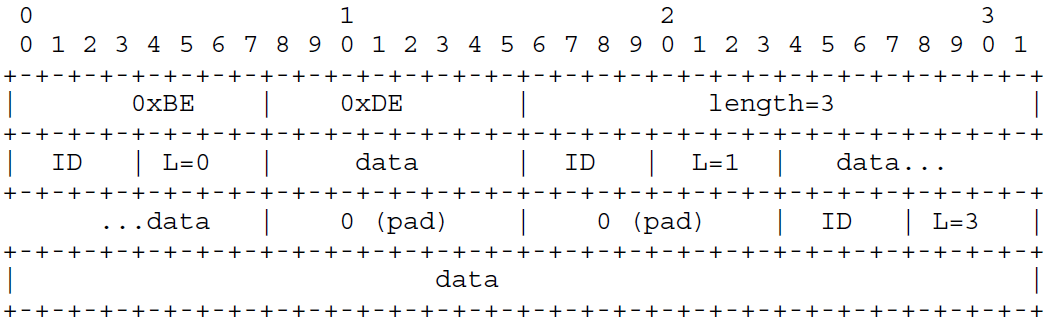 0                   1                   2                   3
 0 1 2 3 4 5 6 7 8 9 0 1 2 3 4 5 6 7 8 9 0 1 2 3 4 5 6 7 8 9 0 1
+-+-+-+-+-+-+-+-+-+-+-+-+-+-+-+-+-+-+-+-+-+-+-+-+-+-+-+-+-+-+-+-+
|       0xBE    |    0xDE       |           length=3            |
+-+-+-+-+-+-+-+-+-+-+-+-+-+-+-+-+-+-+-+-+-+-+-+-+-+-+-+-+-+-+-+-+
|  ID   | L=0   |     data      |  ID   |  L=1  |   data...
+-+-+-+-+-+-+-+-+-+-+-+-+-+-+-+-+-+-+-+-+-+-+-+-+-+-+-+-+-+-+-+-+
      ...data   |    0 (pad)    |    0 (pad)    |  ID   | L=3   |
+-+-+-+-+-+-+-+-+-+-+-+-+-+-+-+-+-+-+-+-+-+-+-+-+-+-+-+-+-+-+-+-+
|                          data                                 |
+-+-+-+-+-+-+-+-+-+-+-+-+-+-+-+-+-+-+-+-+-+-+-+-+-+-+-+-+-+-+-+-+